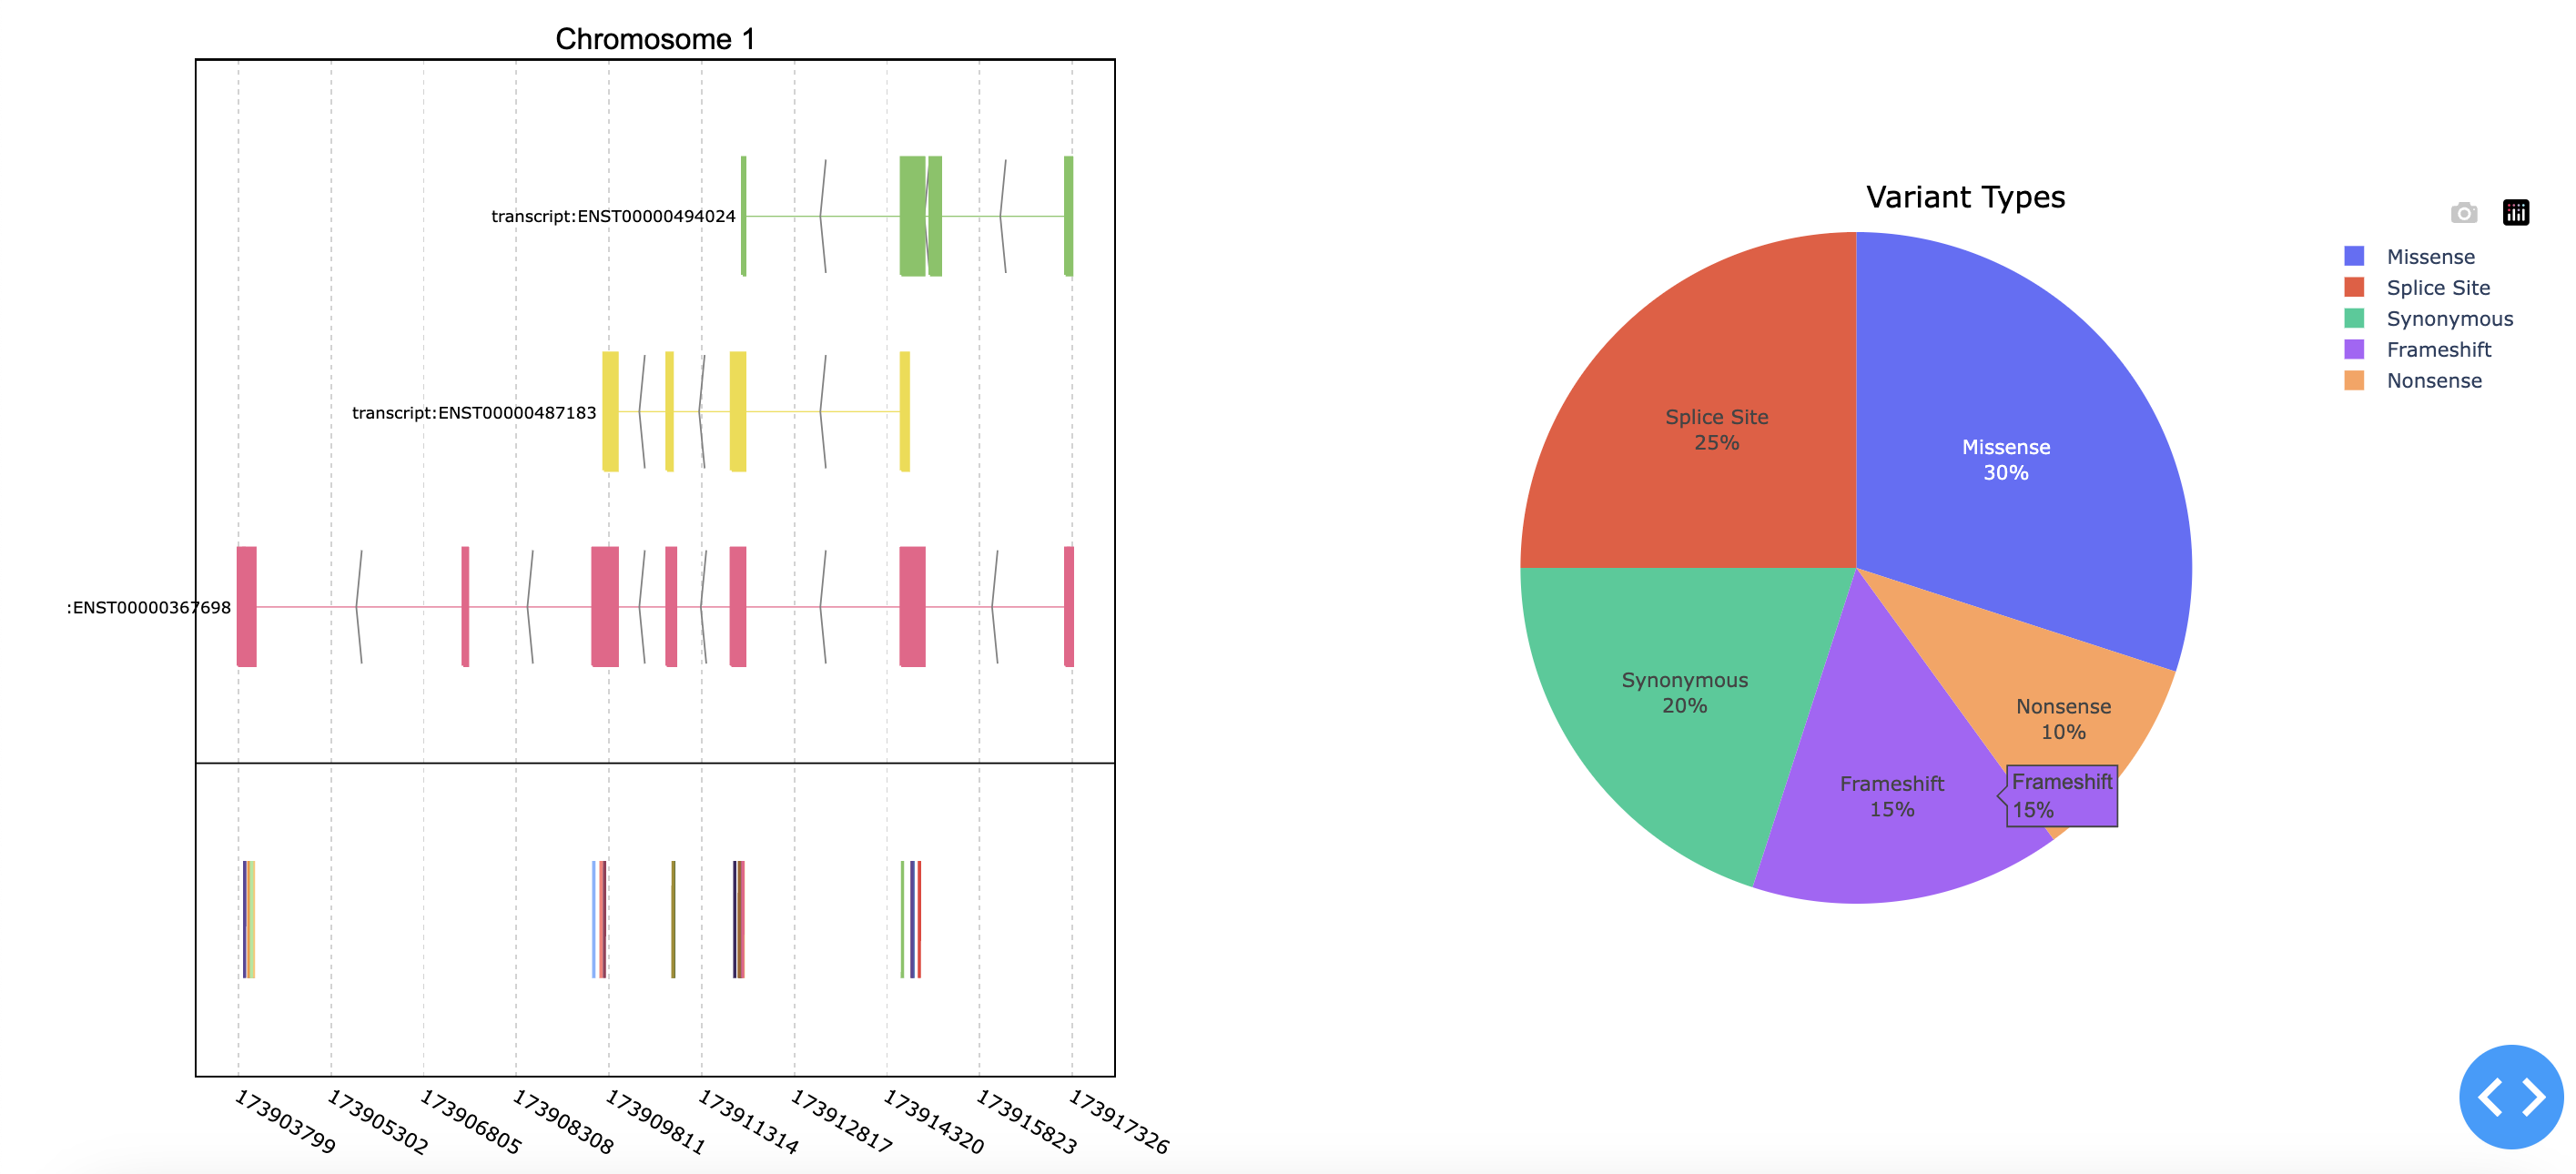 Chromosome 1
transcript:ENST00000494024
transcript:ENST00000487183
:ENST00000367698
173903799
173905302
173906805
173908308
173909811
173911314
173912817
173914320
173915823
173917326
Variant Types
Missense
Splice Site
Synonymous
Frameshift
Nonsense
Splice Site
25%
Missense
30%
Synonymous
20%
Nonsense
10%
Frameshift
15%
Frameshift
15%